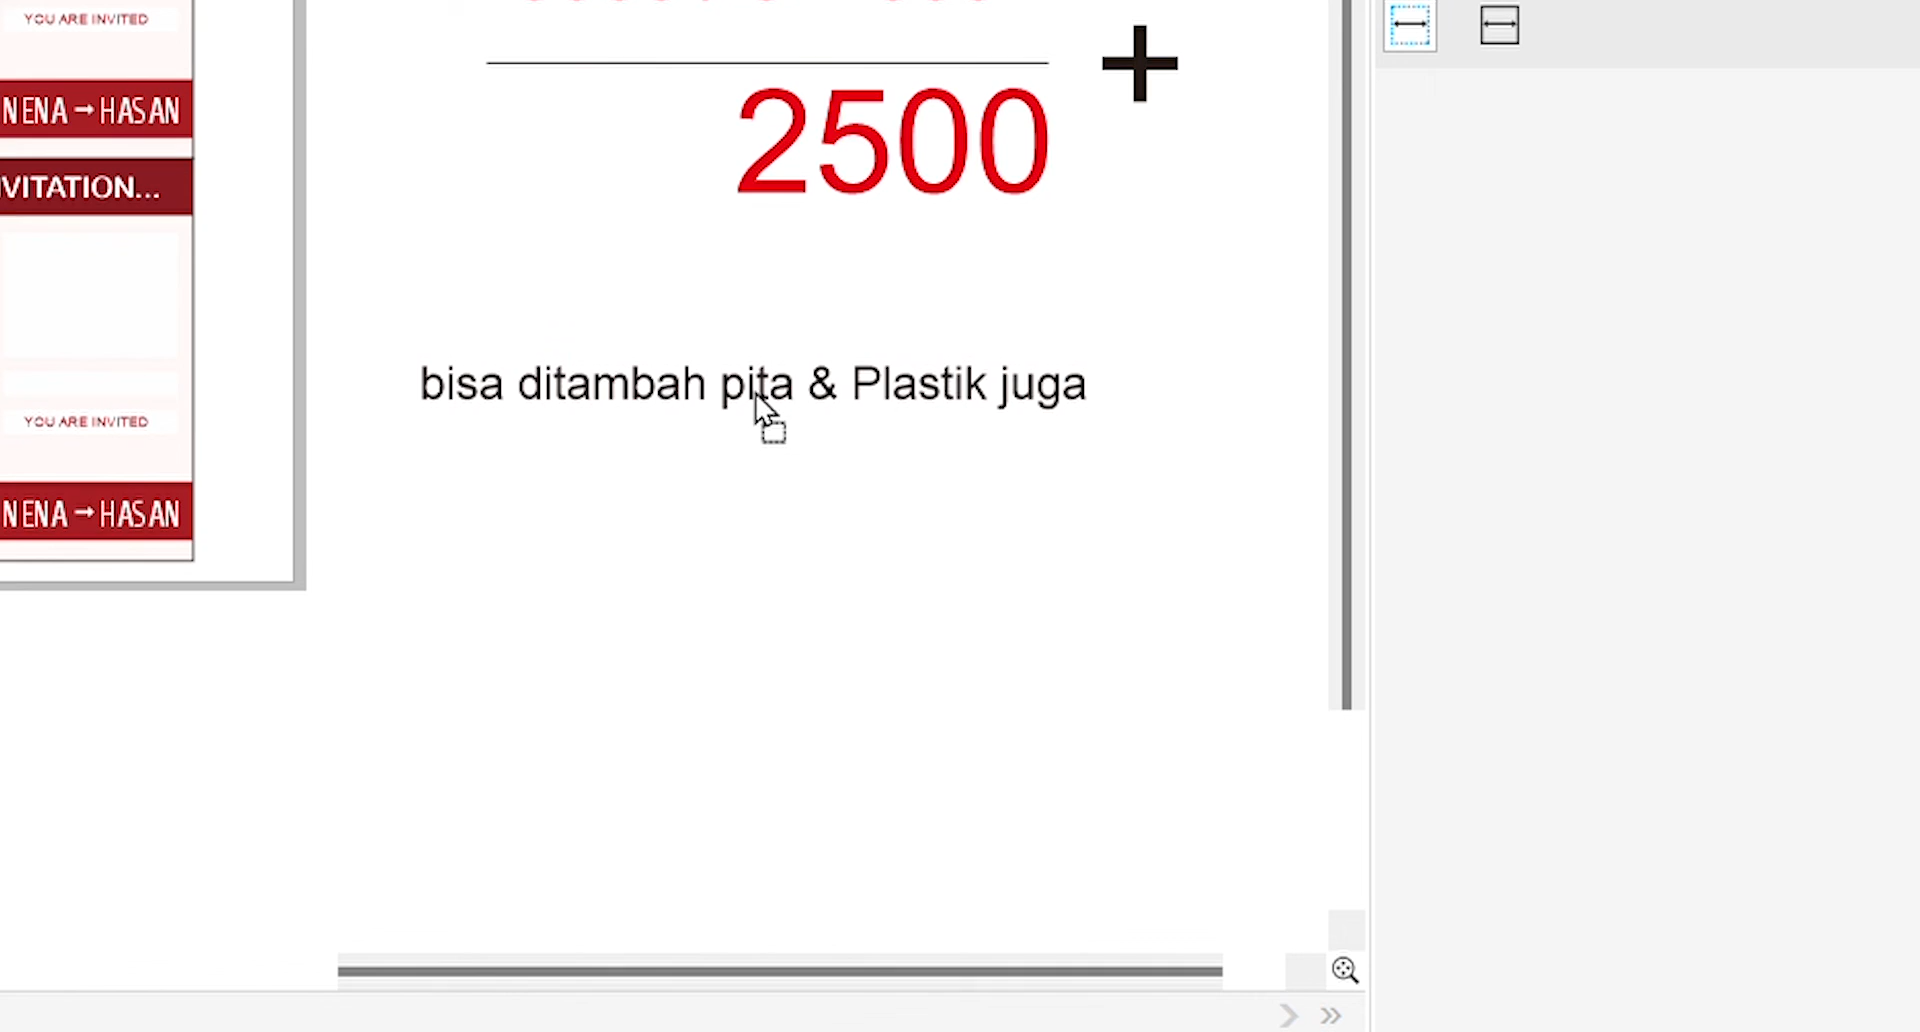 YOU ARE INVITED
NENA → HASAN
VITATION...
YOU ARE INVITED
NENA → HASAN
+
2500
bisa ditambah pita & Plastik juga